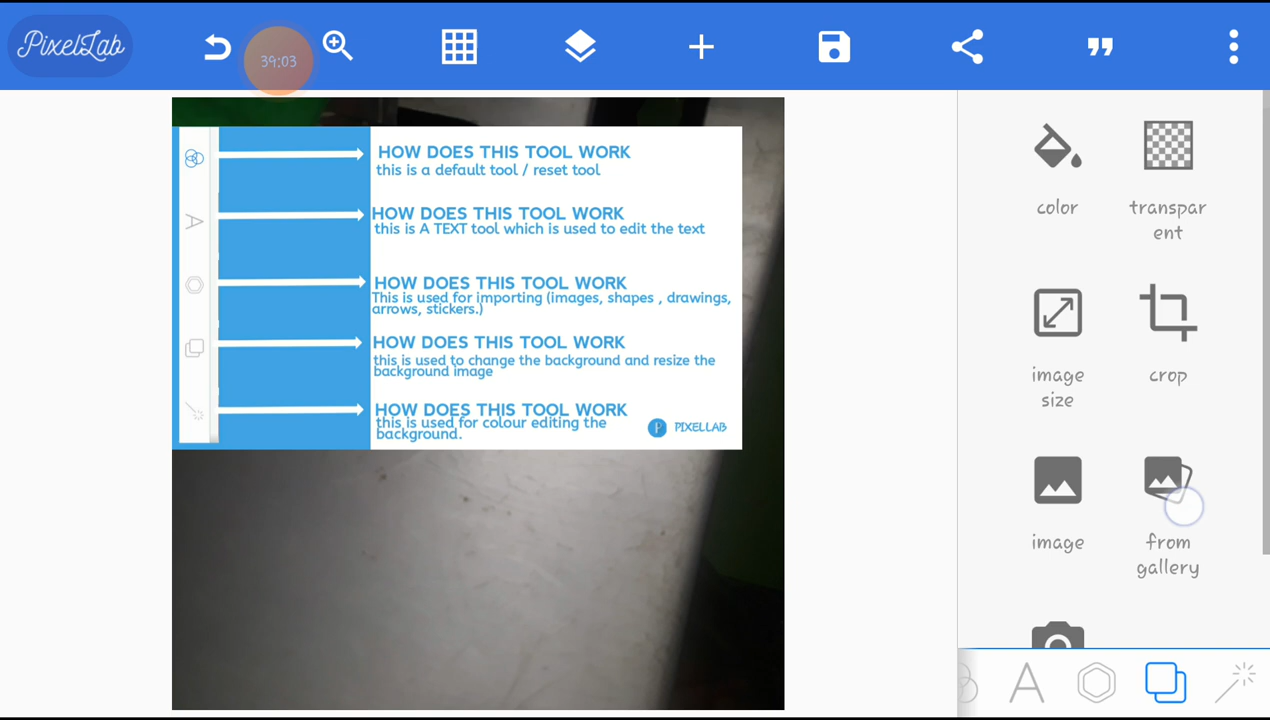 PixelLab
39:03
HOW DOES THIS TOOL WORK
this is a default tool / reset tool
HOW DOES THIS TOOL WORK
this is A TEXT tool which is used to edit the text
HOW DOES THIS TOOL WORK
This is used for importing (images, shapes , drawings,
arrows, stickers.)
HOW DOES THIS TOOL WORK
this is used to change the background and resize the
background image
HOW DOES THIS TOOL WORK
this is used for colour editing the
background.
PIXELLAB
color
transpar
ent
image
size
crop
image
from
gallery